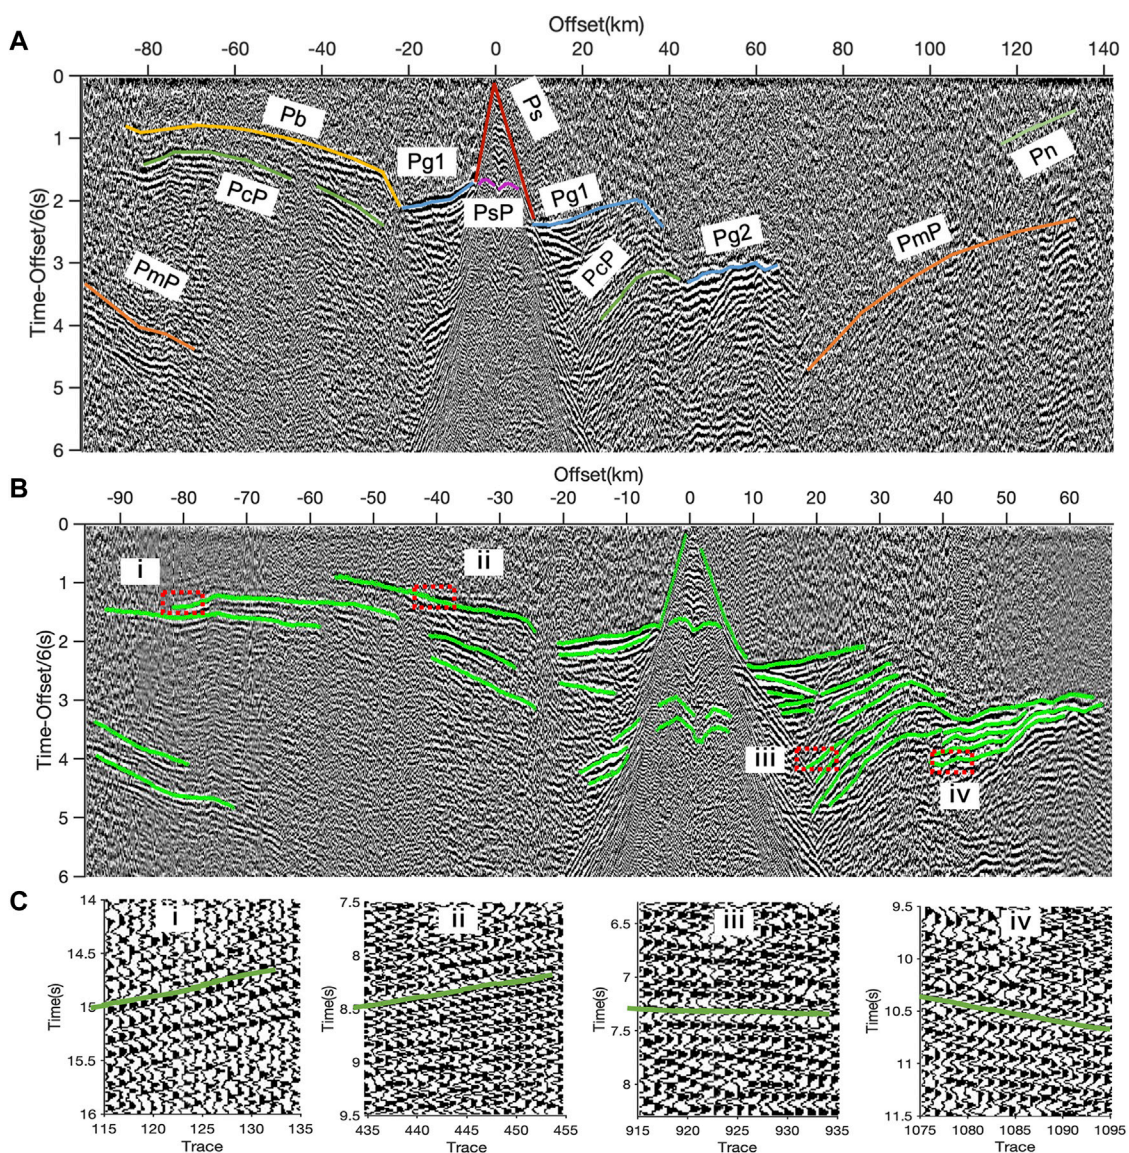 A
Offset(km)
-80 -60 -40 -20 0 20 40 60 80 100 120 140
Time-Offset/6(s)
0
1
2
3
4
5
6
Pb
Ps
Pg1
Pn
PcP
PsP
Pg1
Pg2
PmP
PcP
PmP
B
Offset(km)
-90 -80 -70 -60 -50 -40 -30 -20 -10 0 10 20 30 40 50 60
Time-Offset/6(s)
0
1
2
3
4
5
6
i
ii
iii
iv
C
i
Time(s)
14
14.5
15
15.5
16
115 120 125 130 135
Trace
ii
Time(s)
7.5
8
8.5
9
9.5
435 440 445 450 455
Trace
iii
Time(s)
6.5
7
7.5
8
915 920 925 930 935
Trace
iv
Time(s)
9.5
10
10.5
11
11.5
1075 1080 1085 1090 1095
Trace